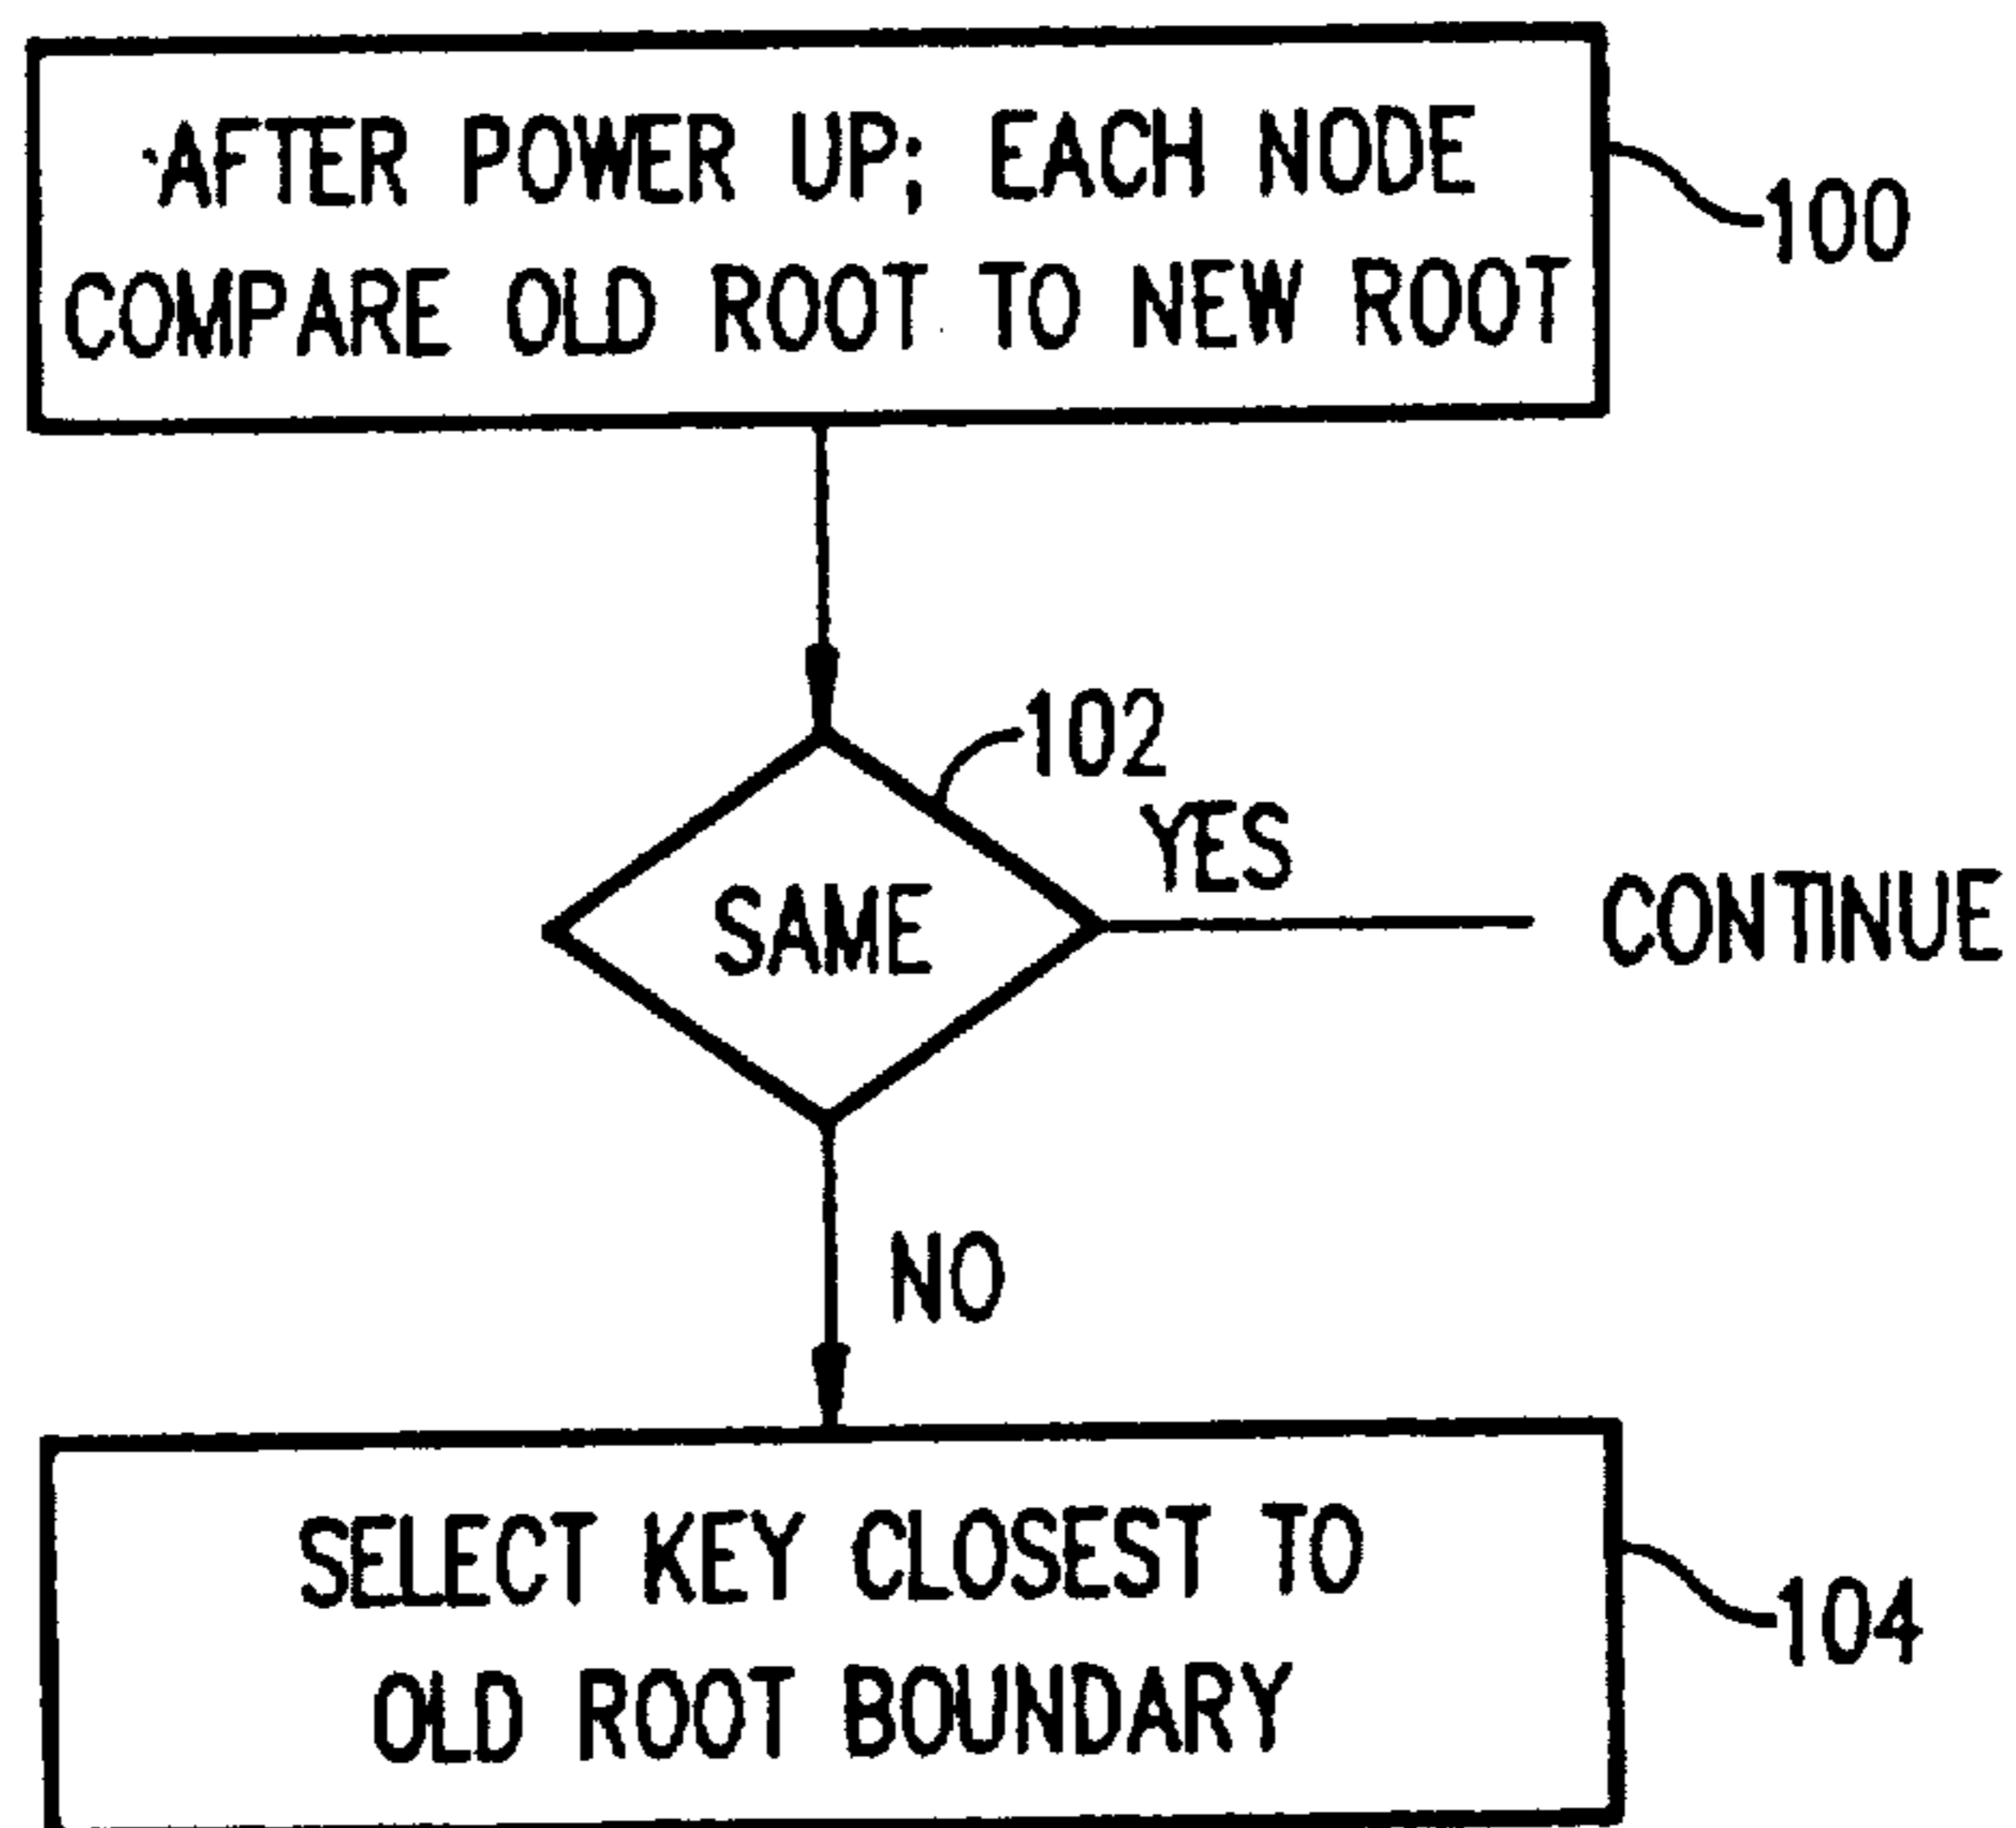 AFTER POWER UP; EACH NODE
COMPARE OLD ROOT TO NEW ROOT
100
102
YES
SAME
CONTINUE
NO
SELECT KEY CLOSEST TO
OLD ROOT BOUNDARY
104